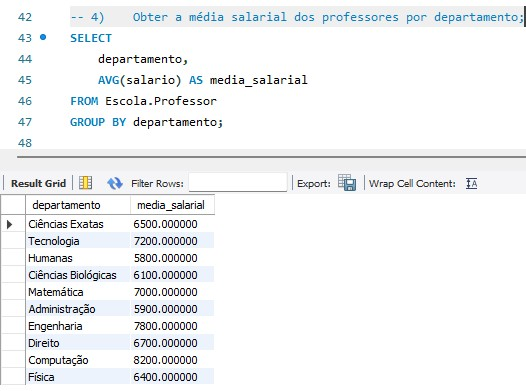 42 -- 4) Obter a média salarial dos professores por departamento;
43 SELECT
44 departamento,
45 AVG(salario) AS media_salarial
46 FROM Escola.Professor
47 GROUP BY departamento;
48
Result Grid Filter Rows: Export: Wrap Cell Content: IA
departamento media_salarial
Ciências Exatas 6500.000000
Tecnologia 7200.000000
Humanas 5800.000000
Ciências Biológicas 6100.000000
Matemática 7000.000000
Administração 5900.000000
Engenharia 7800.000000
Direito 6700.000000
Computação 8200.000000
Física 6400.000000